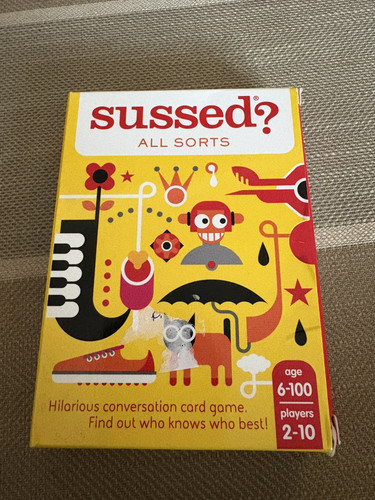 sussed?®
ALL SORTS
Hilarious conversation card game.
Find out who knows who best!
age
6-100
players
2-10